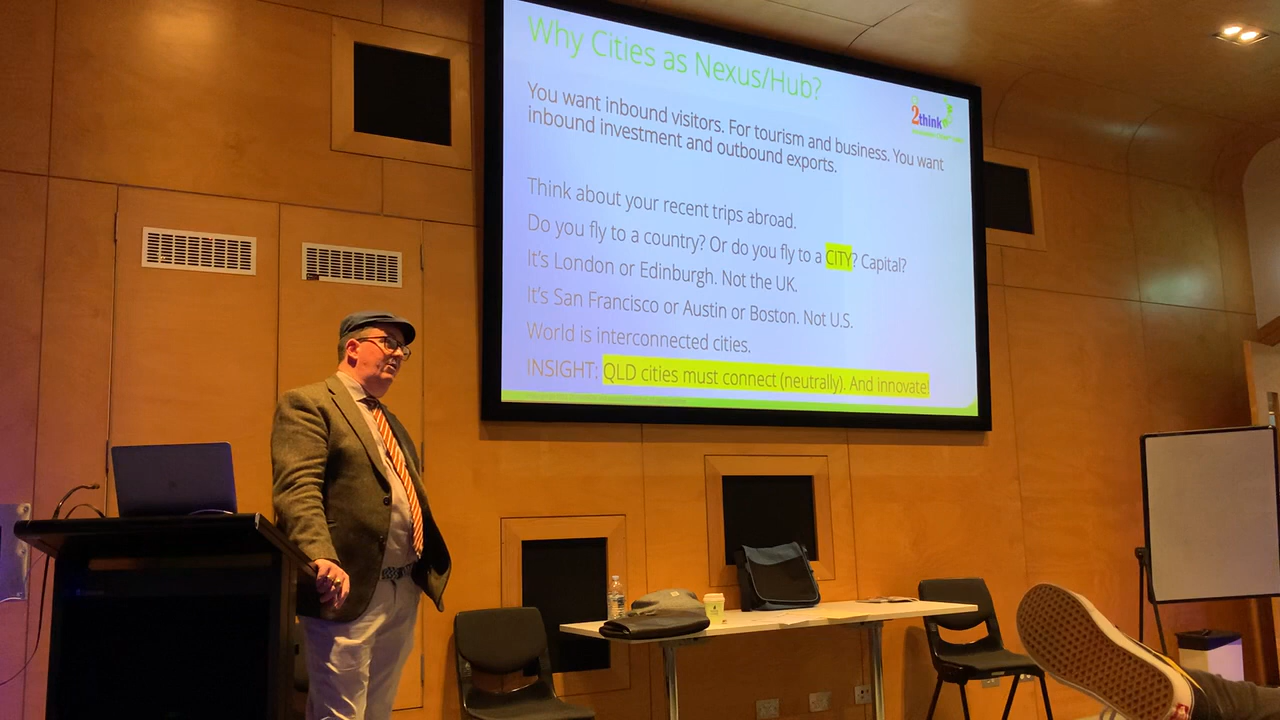 Why Cities as Nexus/Hub?
2think
You want inbound visitors. For tourism and business. You want
inbound investment and outbound exports.
Think about your recent trips abroad.
Do you fly to a country? Or do you fly to a CITY? Capital?
It's London or Edinburgh. Not the UK.
It's San Francisco or Austin or Boston. Not U.S.
World is interconnected cities.
INSIGHT: QLD cities must connect (neutrally). And innovate!